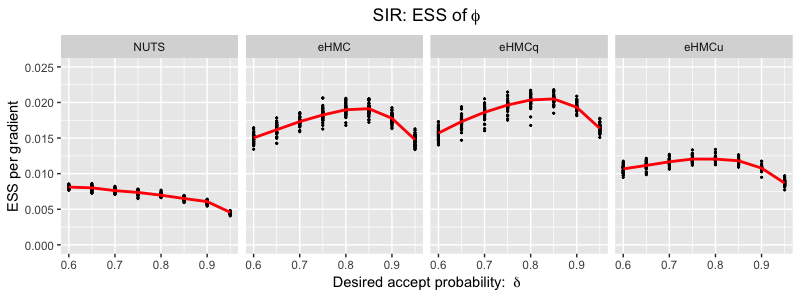 SIR: ESS of ϕ
NUTS eHMC eHMCq eHMCu
ESS per gradient
0.025
0.020
0.015
0.010
0.005
0.000
0.6 0.7 0.8 0.9 0.6 0.7 0.8 0.9 0.6 0.7 0.8 0.9 0.6 0.7 0.8 0.9
Desired accept probability: δ